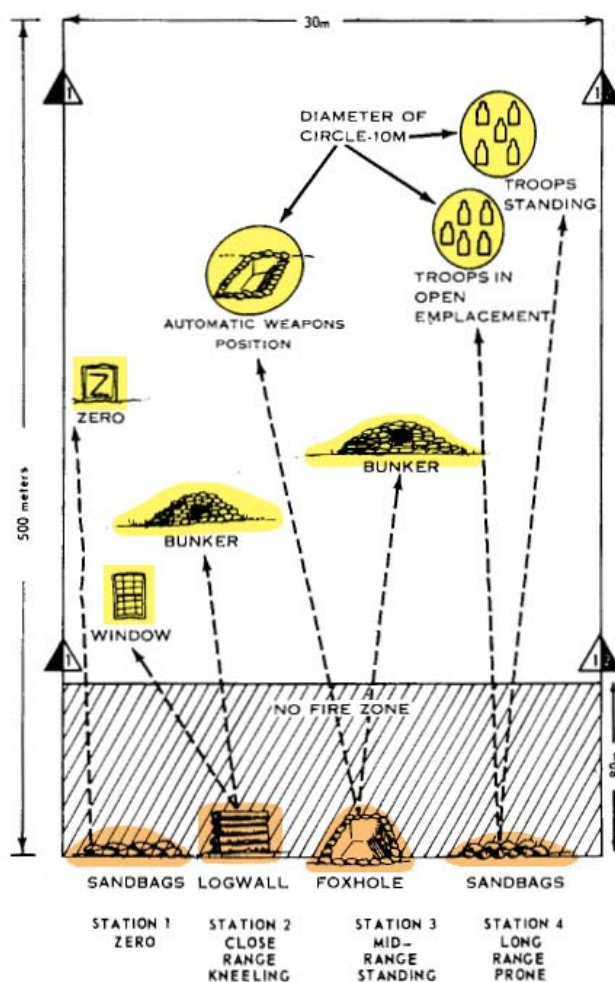 30m
1
1
DIAMETER OF
CIRCLE-10M
TROOPS
STANDING
TROOPS IN
OPEN
EMPLACEMENT
AUTOMATIC WEAPONS
POSITION
Z
ZERO
BUNKER
BUNKER
500 meters
WINDOW
1
1
NO FIRE ZONE
80m
SANDBAGS LOGWALL FOXHOLE SANDBAGS
STATION 1 STATION 2 STATION 3 STATION 4
ZERO CLOSE MID- LONG
RANGE RANGE RANGE
KNEELING STANDING PRONE